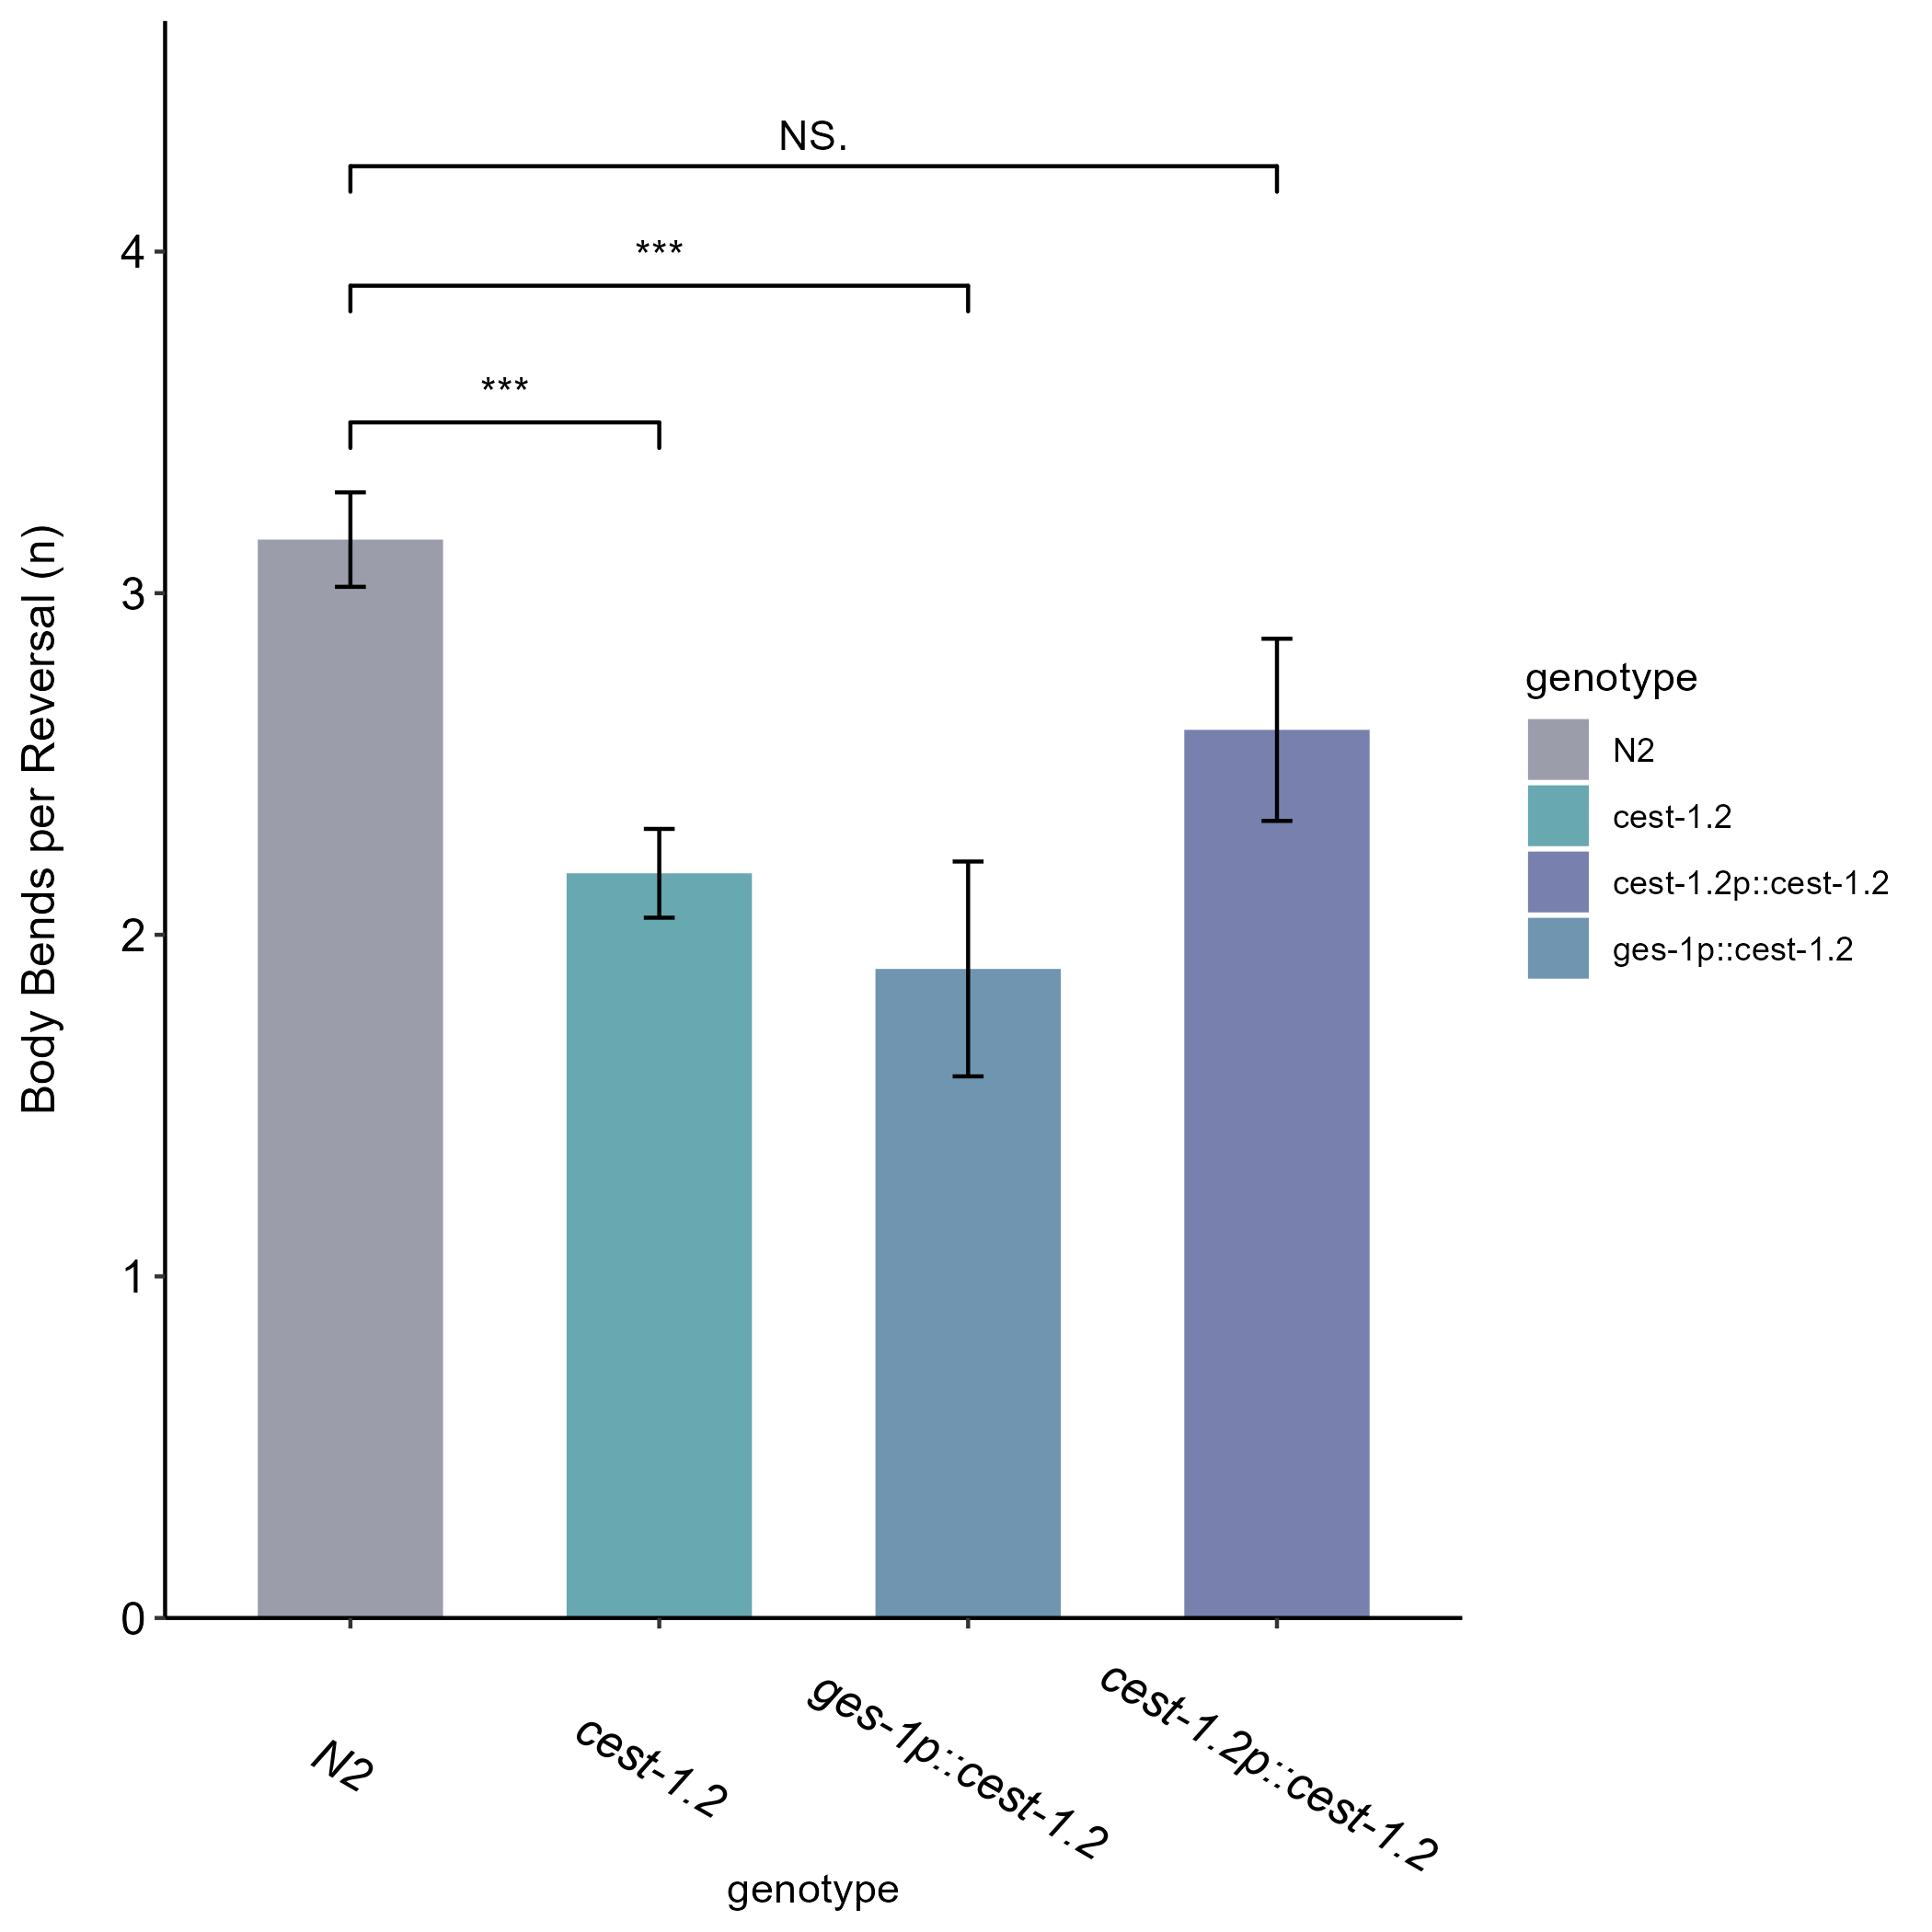 NS.
***
***
4
3
2
1
0
Body Bends per Reversal (n)
N2
cest-1.2
ges-1p::cest-1.2
cest-1.2p::cest-1.2
genotype
genotype
N2
cest-1.2
cest-1.2p::cest-1.2
ges-1p::cest-1.2